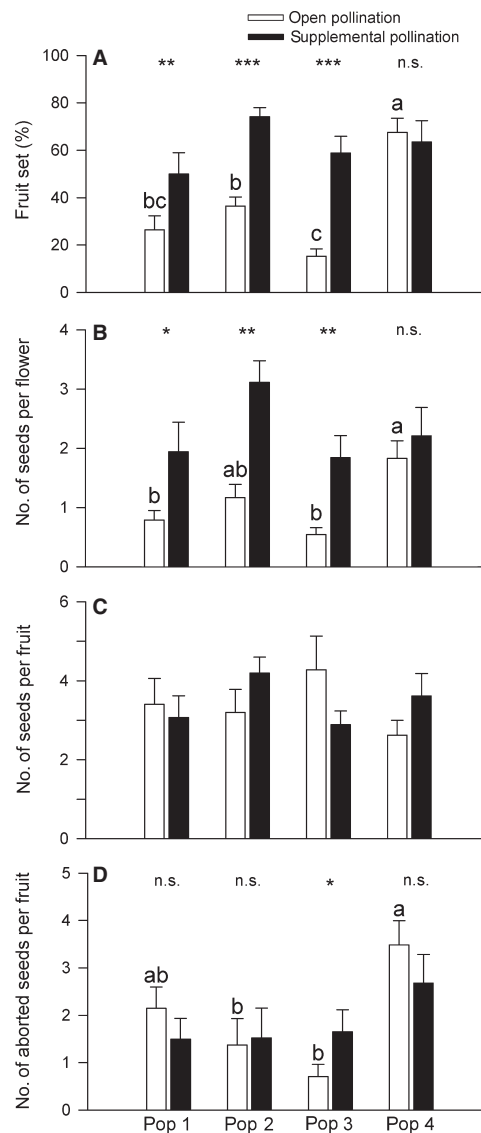 Open pollination
Supplemental pollination
A
Fruit set (%)
100
80
60
40
20
0
** *** *** n.s.
bc b c a
B
No. of seeds per flower
4
3
2
1
0
* ** ** n.s.
b ab b a
C
No. of seeds per fruit
6
4
2
0
D
No. of aborted seeds per fruit
5
4
3
2
1
0
n.s. n.s. * n.s.
ab b b a
Pop 1 Pop 2 Pop 3 Pop 4